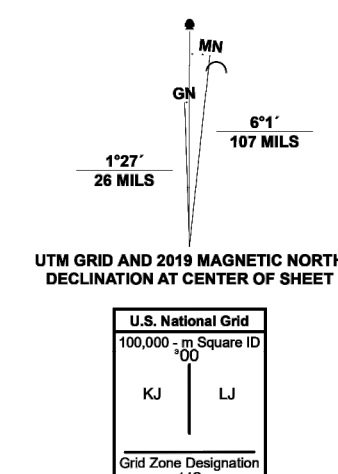 MN
GN
6°1´
107 MILS
1°27´
26 MILS
UTM GRID AND 2019 MAGNETIC NORTH
DECLINATION AT CENTER OF SHEET
U.S. National Grid
100,000 - m Square ID
³00
KJ
LJ
Grid Zone Designation